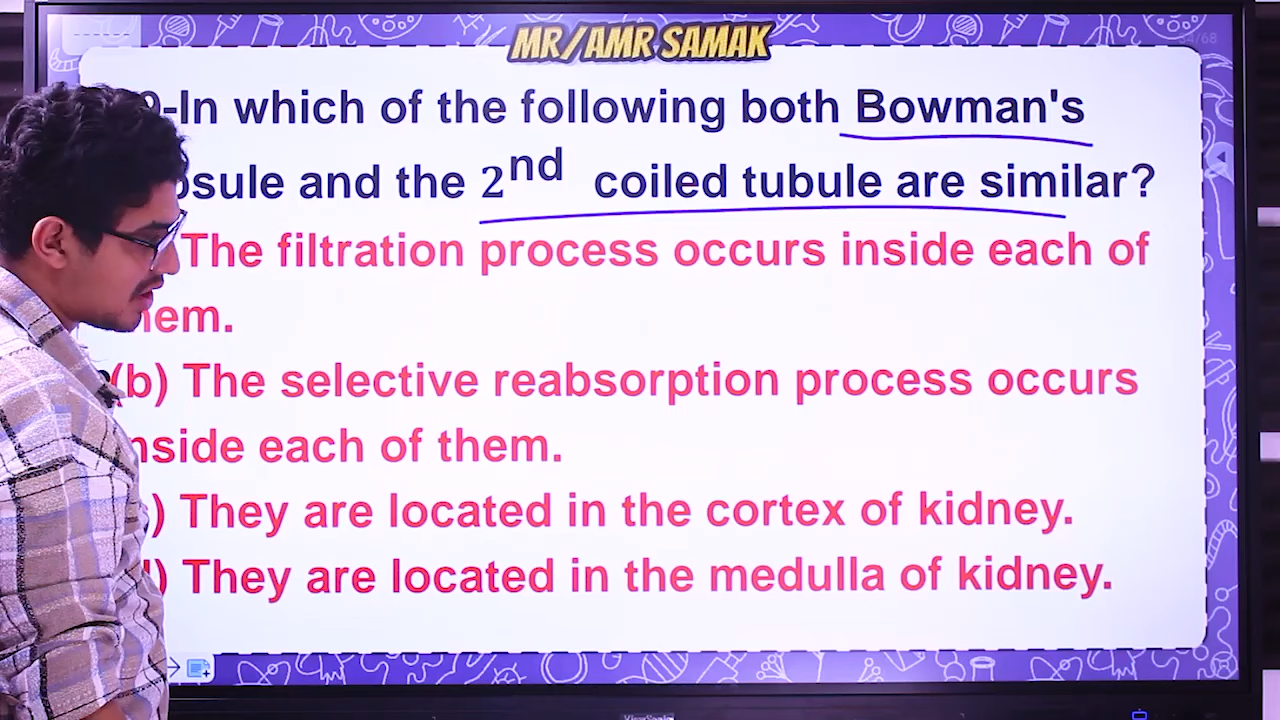 MR/AMR SAMAK
9-In which of the following both Bowman's
psule and the 2nd coiled tubule are similar?
The filtration process occurs inside each of
hem.
(b) The selective reabsorption process occurs
nside each of them.
) They are located in the cortex of kidney.
) They are located in the medulla of kidney.
ViewSonic